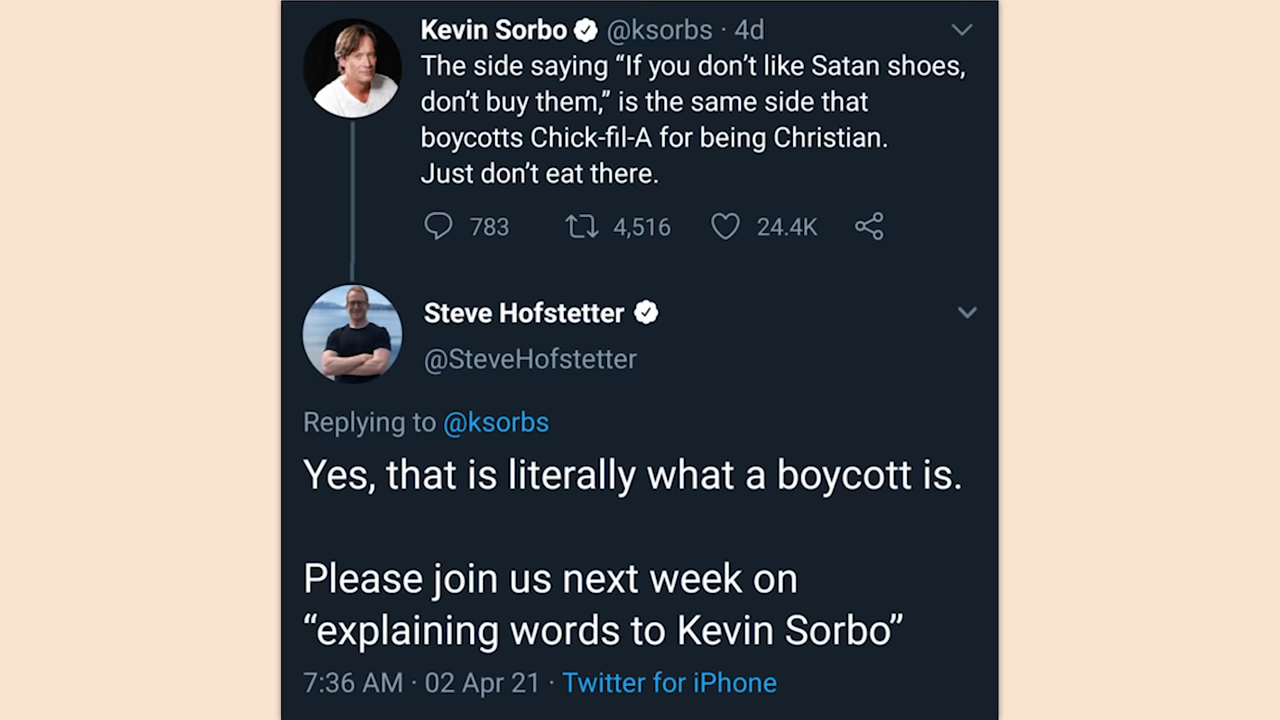 Kevin Sorbo @ksorbs · 4d
The side saying “If you don’t like Satan shoes,
don’t buy them,” is the same side that
boycotts Chick-fil-A for being Christian.
Just don’t eat there.
783 4,516 24.4K
Steve Hofstetter
@SteveHofstetter
Replying to @ksorbs
Yes, that is literally what a boycott is.
Please join us next week on
“explaining words to Kevin Sorbo”
7:36 AM · 02 Apr 21 · Twitter for iPhone